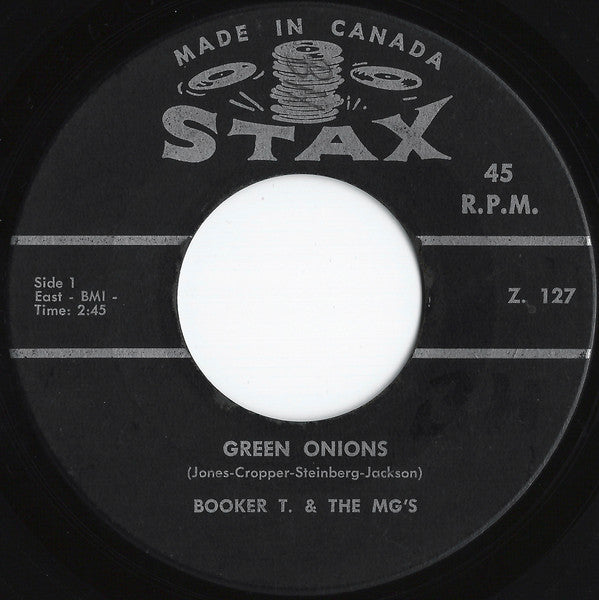 MADE IN CANADA
STAX
45
R.P.M.
Side 1
East - BMI -
Time: 2:45
Z. 127
GREEN ONIONS
(Jones-Cropper-Steinberg-Jackson)
BOOKER T. & THE MG'S